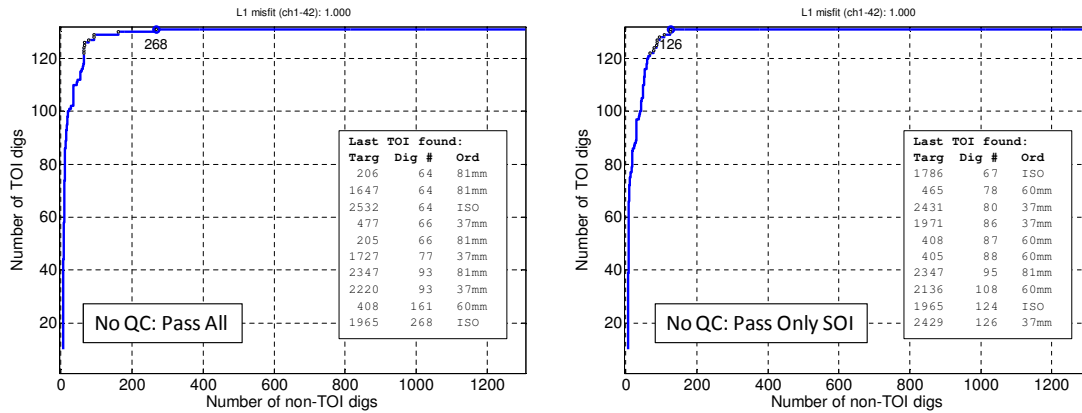 L1 misfit (ch1-42): 1.000
268
Last TOI found:
Targ Dig # Ord
206 64 81mm
1647 64 81mm
2532 64 ISO
477 66 37mm
205 66 81mm
1727 77 37mm
2347 93 81mm
2220 93 37mm
408 161 60mm
1965 268 ISO
No QC: Pass All
Number of TOI digs
120
100
80
60
40
20
0 200 400 600 800 1000 1200
Number of non-TOI digs
L1 misfit (ch1-42): 1.000
126
Last TOI found:
Targ Dig # Ord
1786 67 ISO
465 78 60mm
2431 80 37mm
1971 86 37mm
408 87 60mm
405 88 60mm
2347 95 81mm
2136 108 60mm
1965 124 ISO
2429 126 37mm
No QC: Pass Only SOI
Number of TOI digs
120
100
80
60
40
20
0 200 400 600 800 1000 1200
Number of non-TOI digs